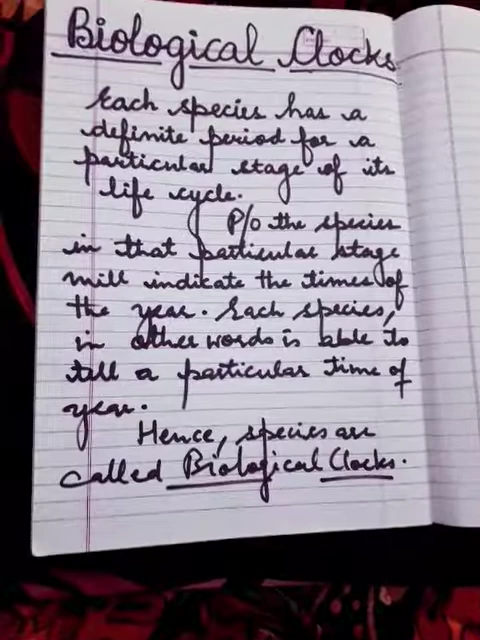 Biological Clocks
Each species has a
definite period for a
particular stage of its
life cycle.
P/o the species
in that particular stage
will indicate the times of
the year. Each species,
in other words is able to
tell a particular time of
year.
Hence, species are
called Biological Clocks.